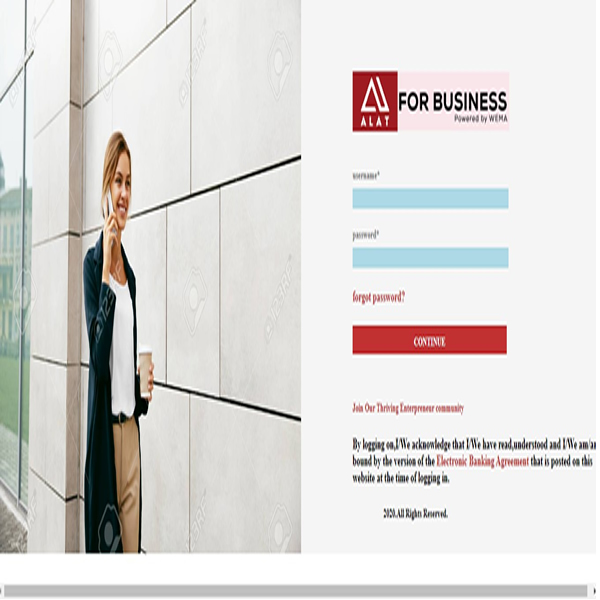 ALAT
FOR BUSINESS
Powered by WEMA
username*
password*
forgot password?
CONTINUE
Join Our Thriving Enterpreneur community
By logging on,I/We acknowledge that I/We have read,understood and I/We am/ar
bound by the version of the Electronic Banking Agreement that is posted on this
website at the time of logging in.
2020.All Rights Reserved.